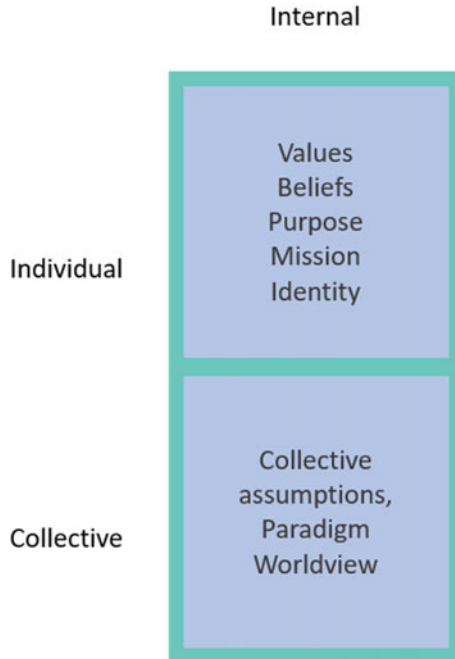 Internal
Individual
Values
Beliefs
Purpose
Mission
Identity
Collective
Collective
assumptions,
Paradigm
Worldview